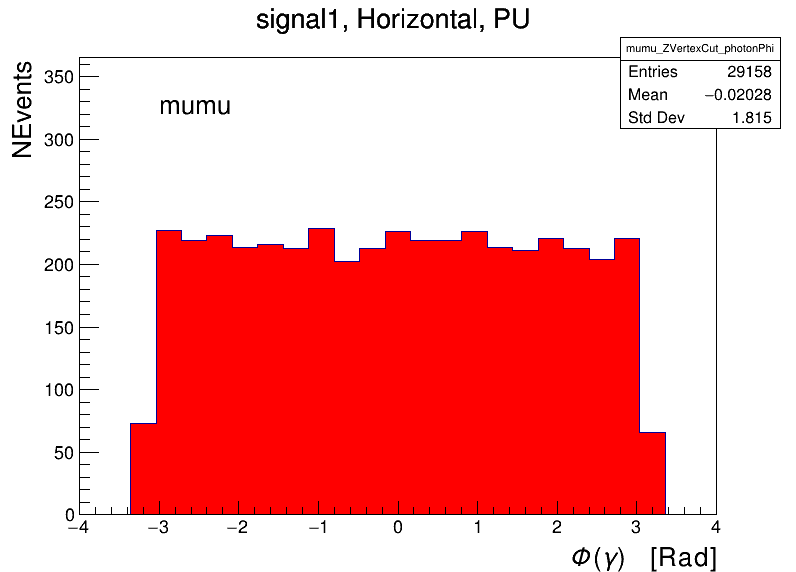 signal1, Horizontal, PU
mumu_ZVertexCut_photonPhi
Entries 29158
Mean −0.02028
Std Dev 1.815
NEvents
mumu
350
300
250
200
150
100
50
0
−4 −3 −2 −1 0 1 2 3 4
Φ(γ) [Rad]